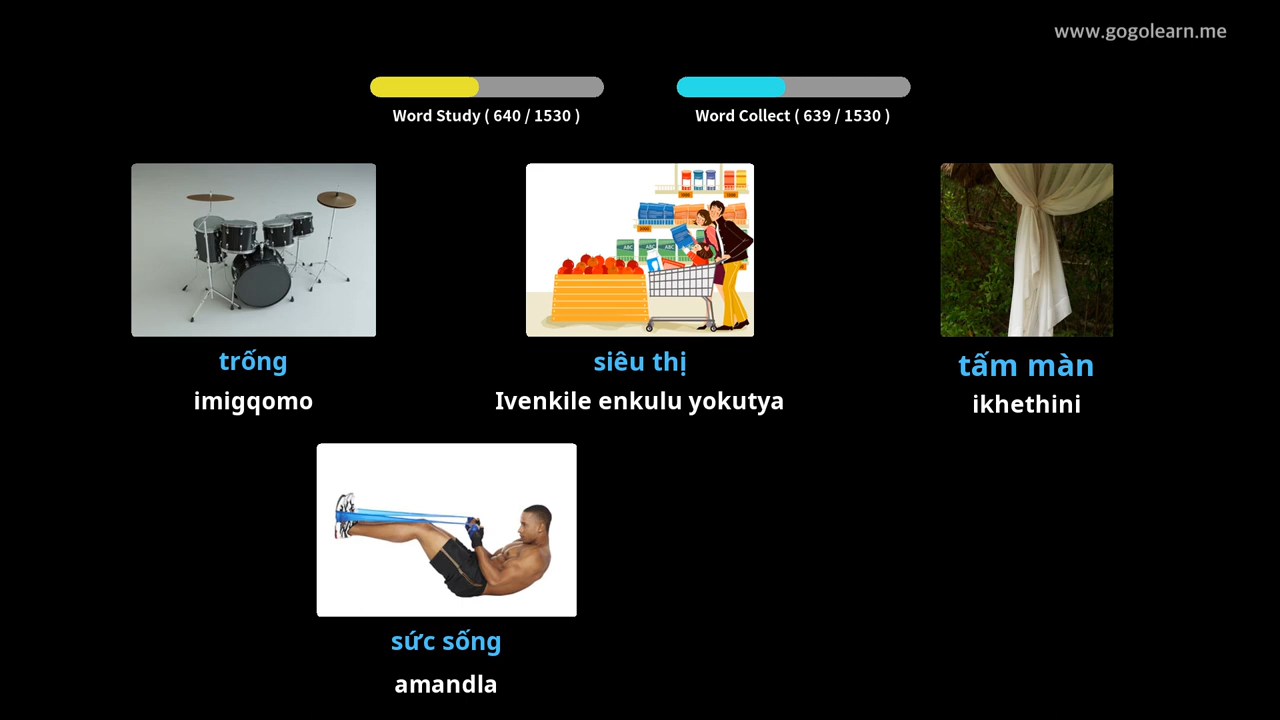 www.gogolearn.me
Word Study ( 640 / 1530 )
Word Collect ( 639 / 1530 )
trống
imigqomo
siêu thị
Ivenkile enkulu yokutya
tấm màn
ikhethini
sức sống
amandla